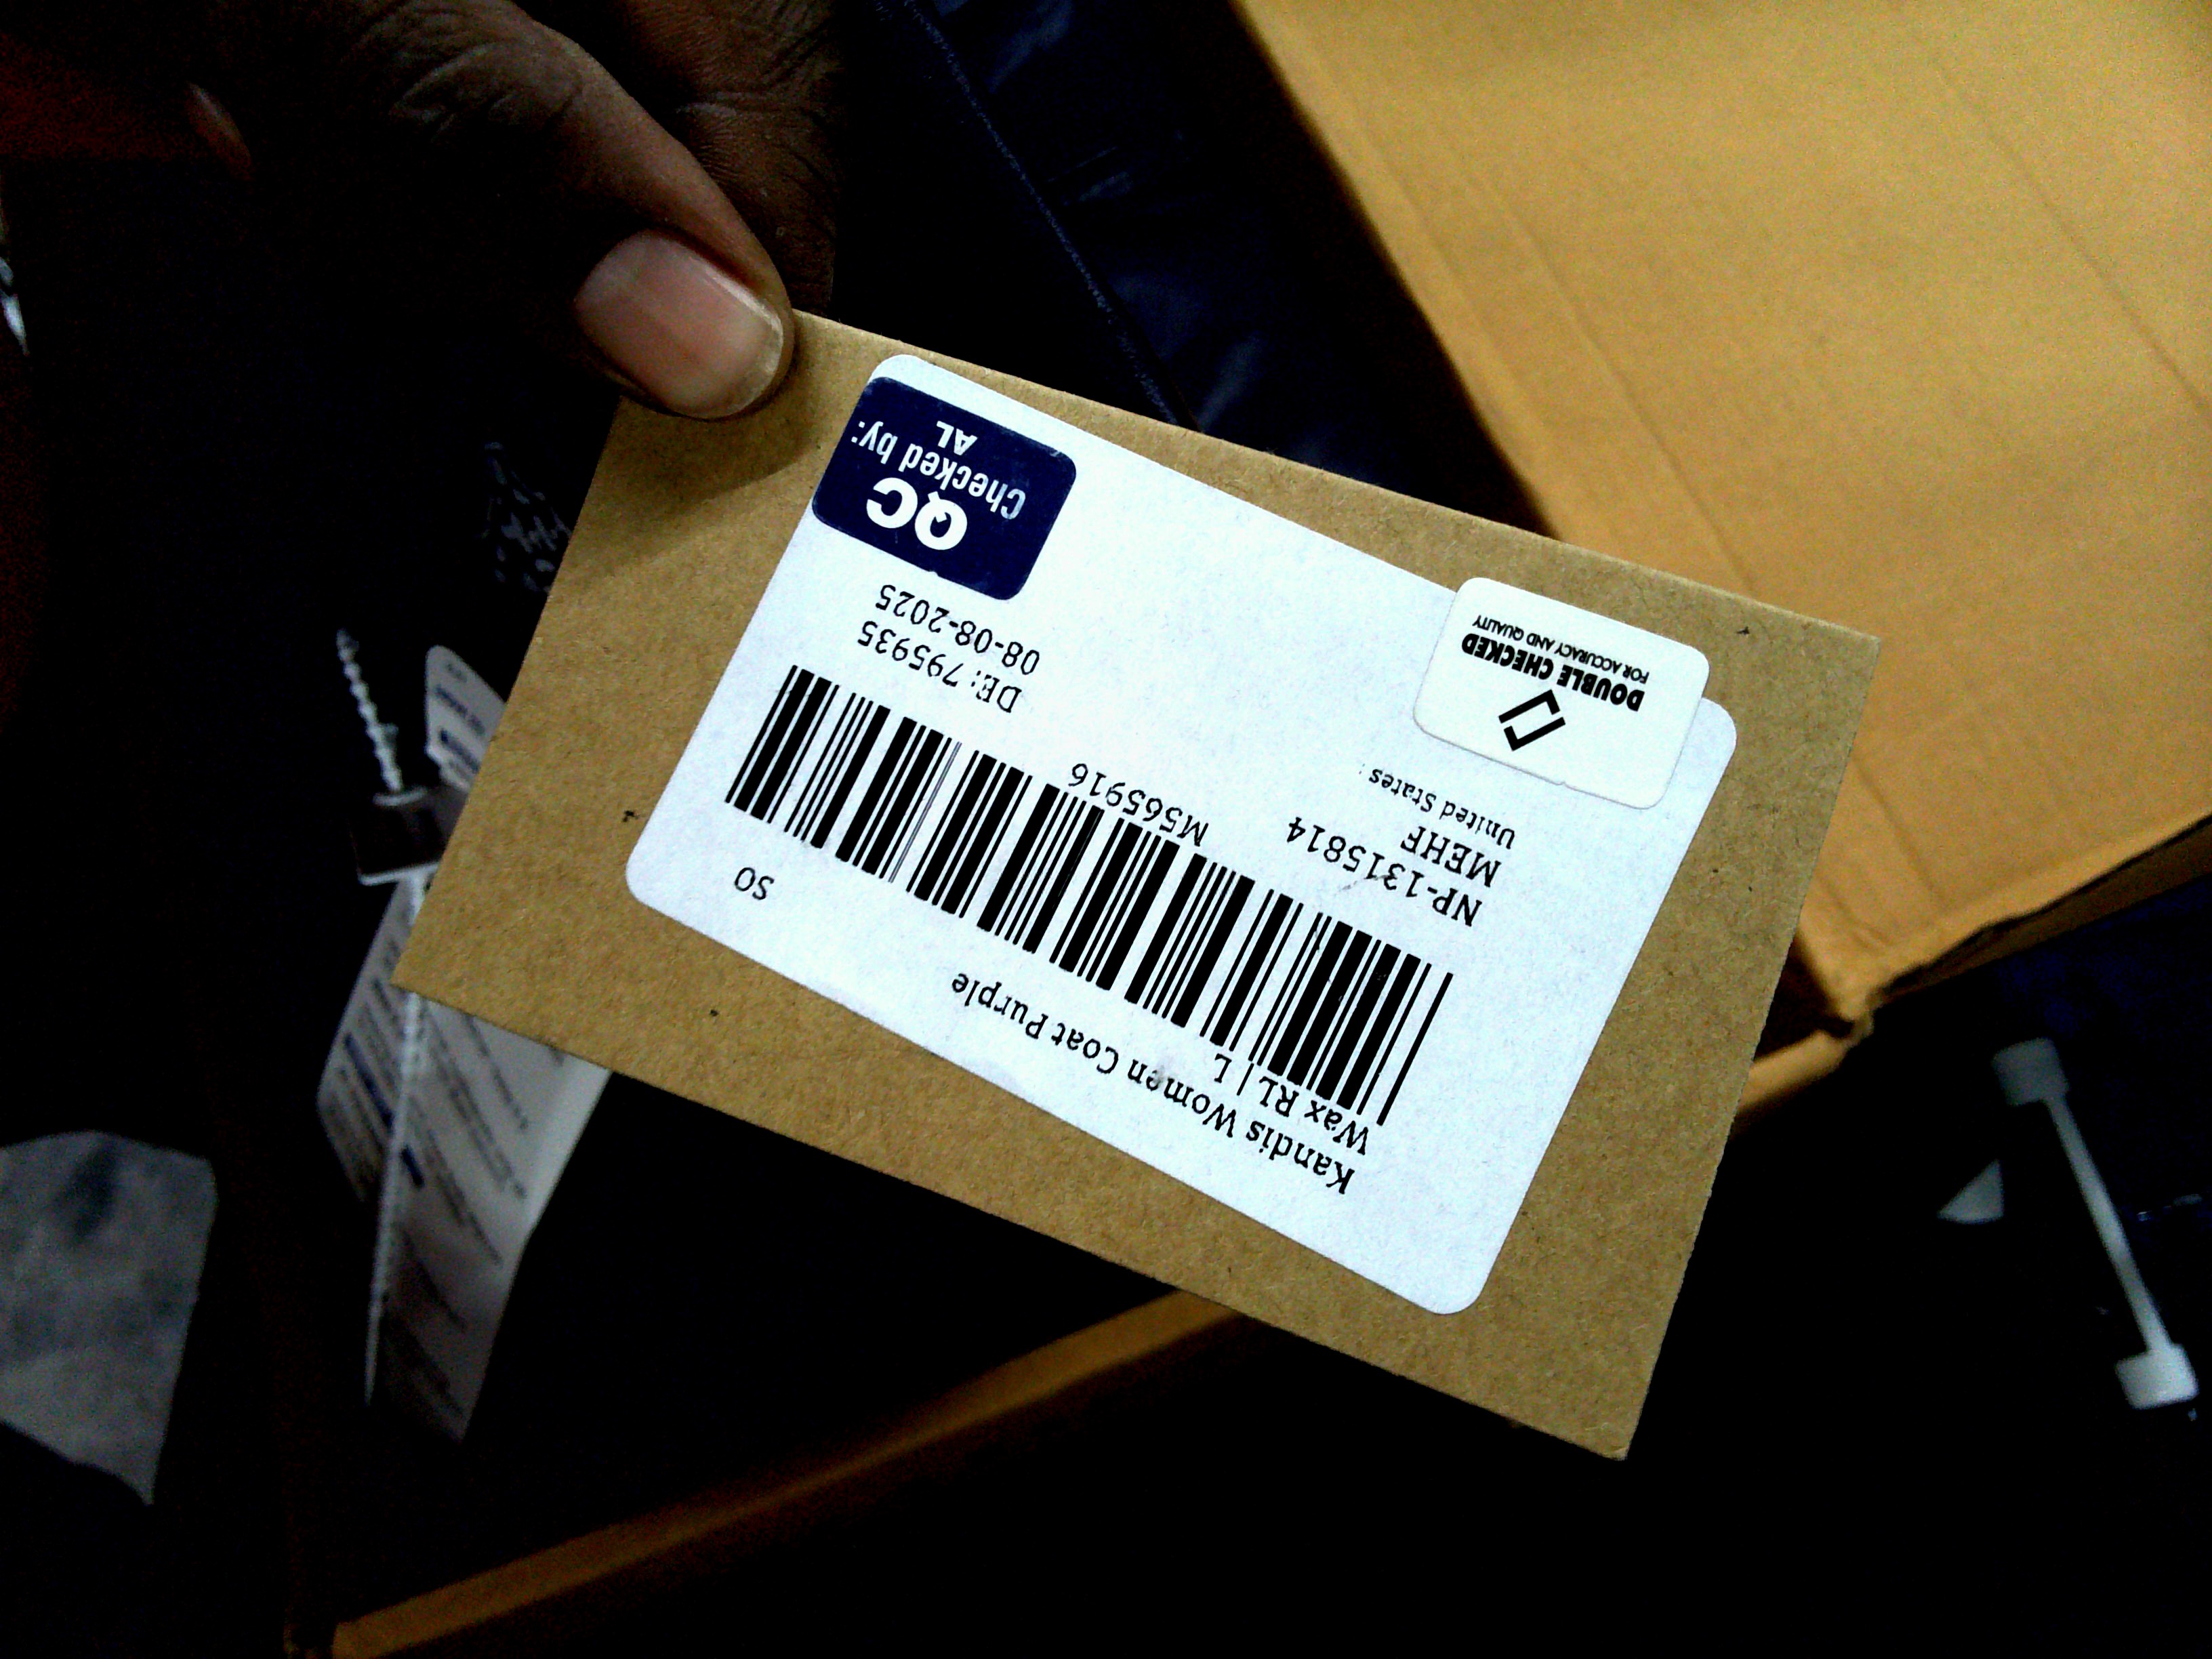 Kandis Women Coat Purple
Wax RL | L
SO
M565916
NP-1315814
MEHF
United States
DE: 795935
08-08-2025
DOUBLE CHECKED
FOR ACCURACY AND QUALITY
QC
Checked by:
AL